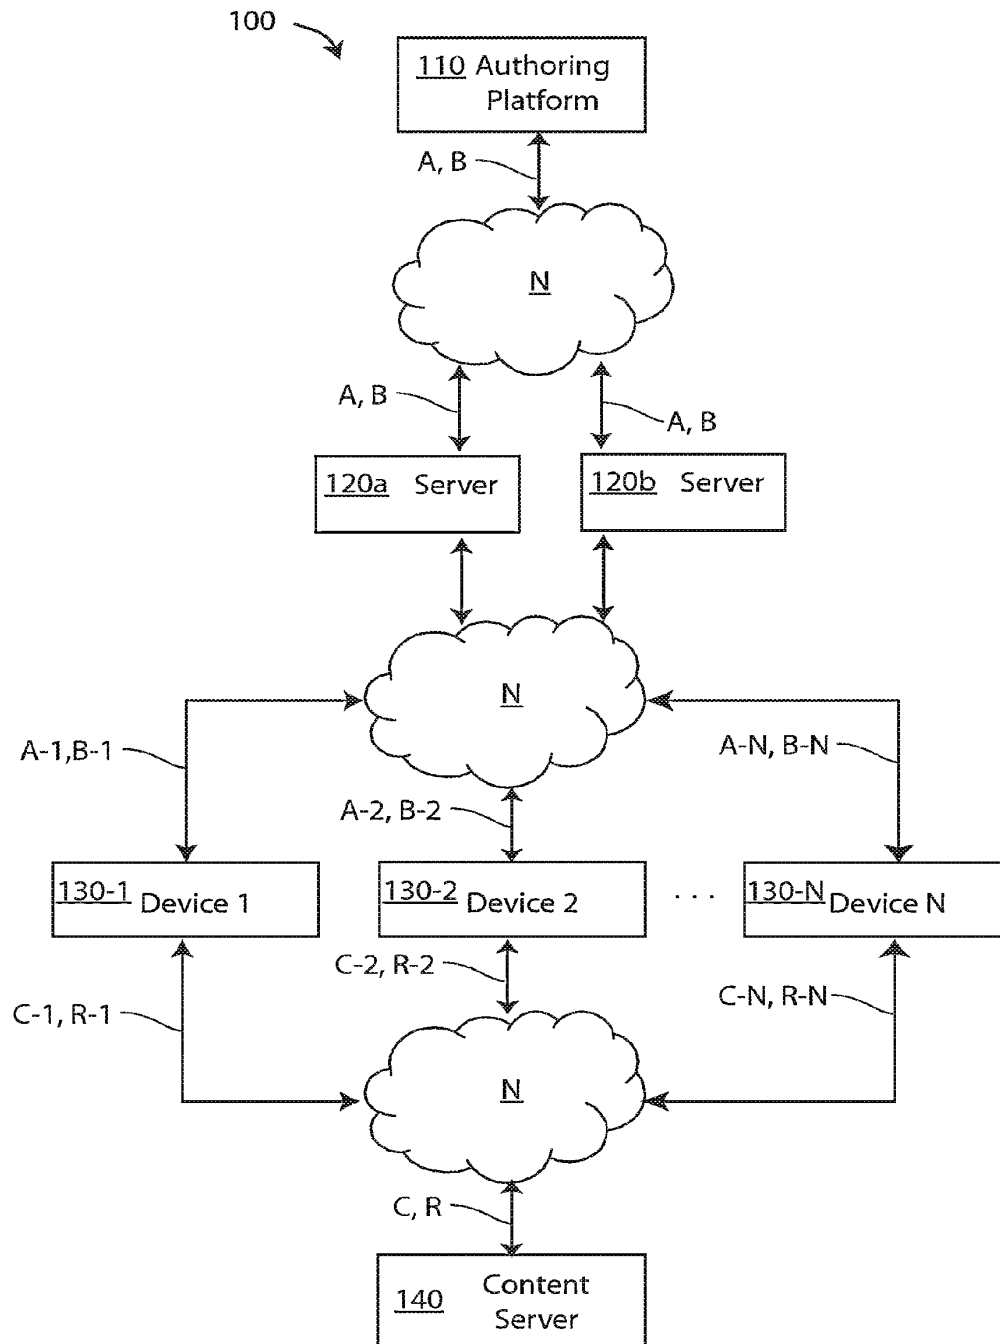 100
110 Authoring
Platform
A, B
N
A, B
A, B
120a Server
120b Server
N
A-1,B-1
A-N, B-N
A-2, B-2
130-1 Device 1
130-2 Device 2
. . .
130-N Device N
C-2, R-2
C-1, R-1
C-N, R-N
N
C, R
140 Content
Server